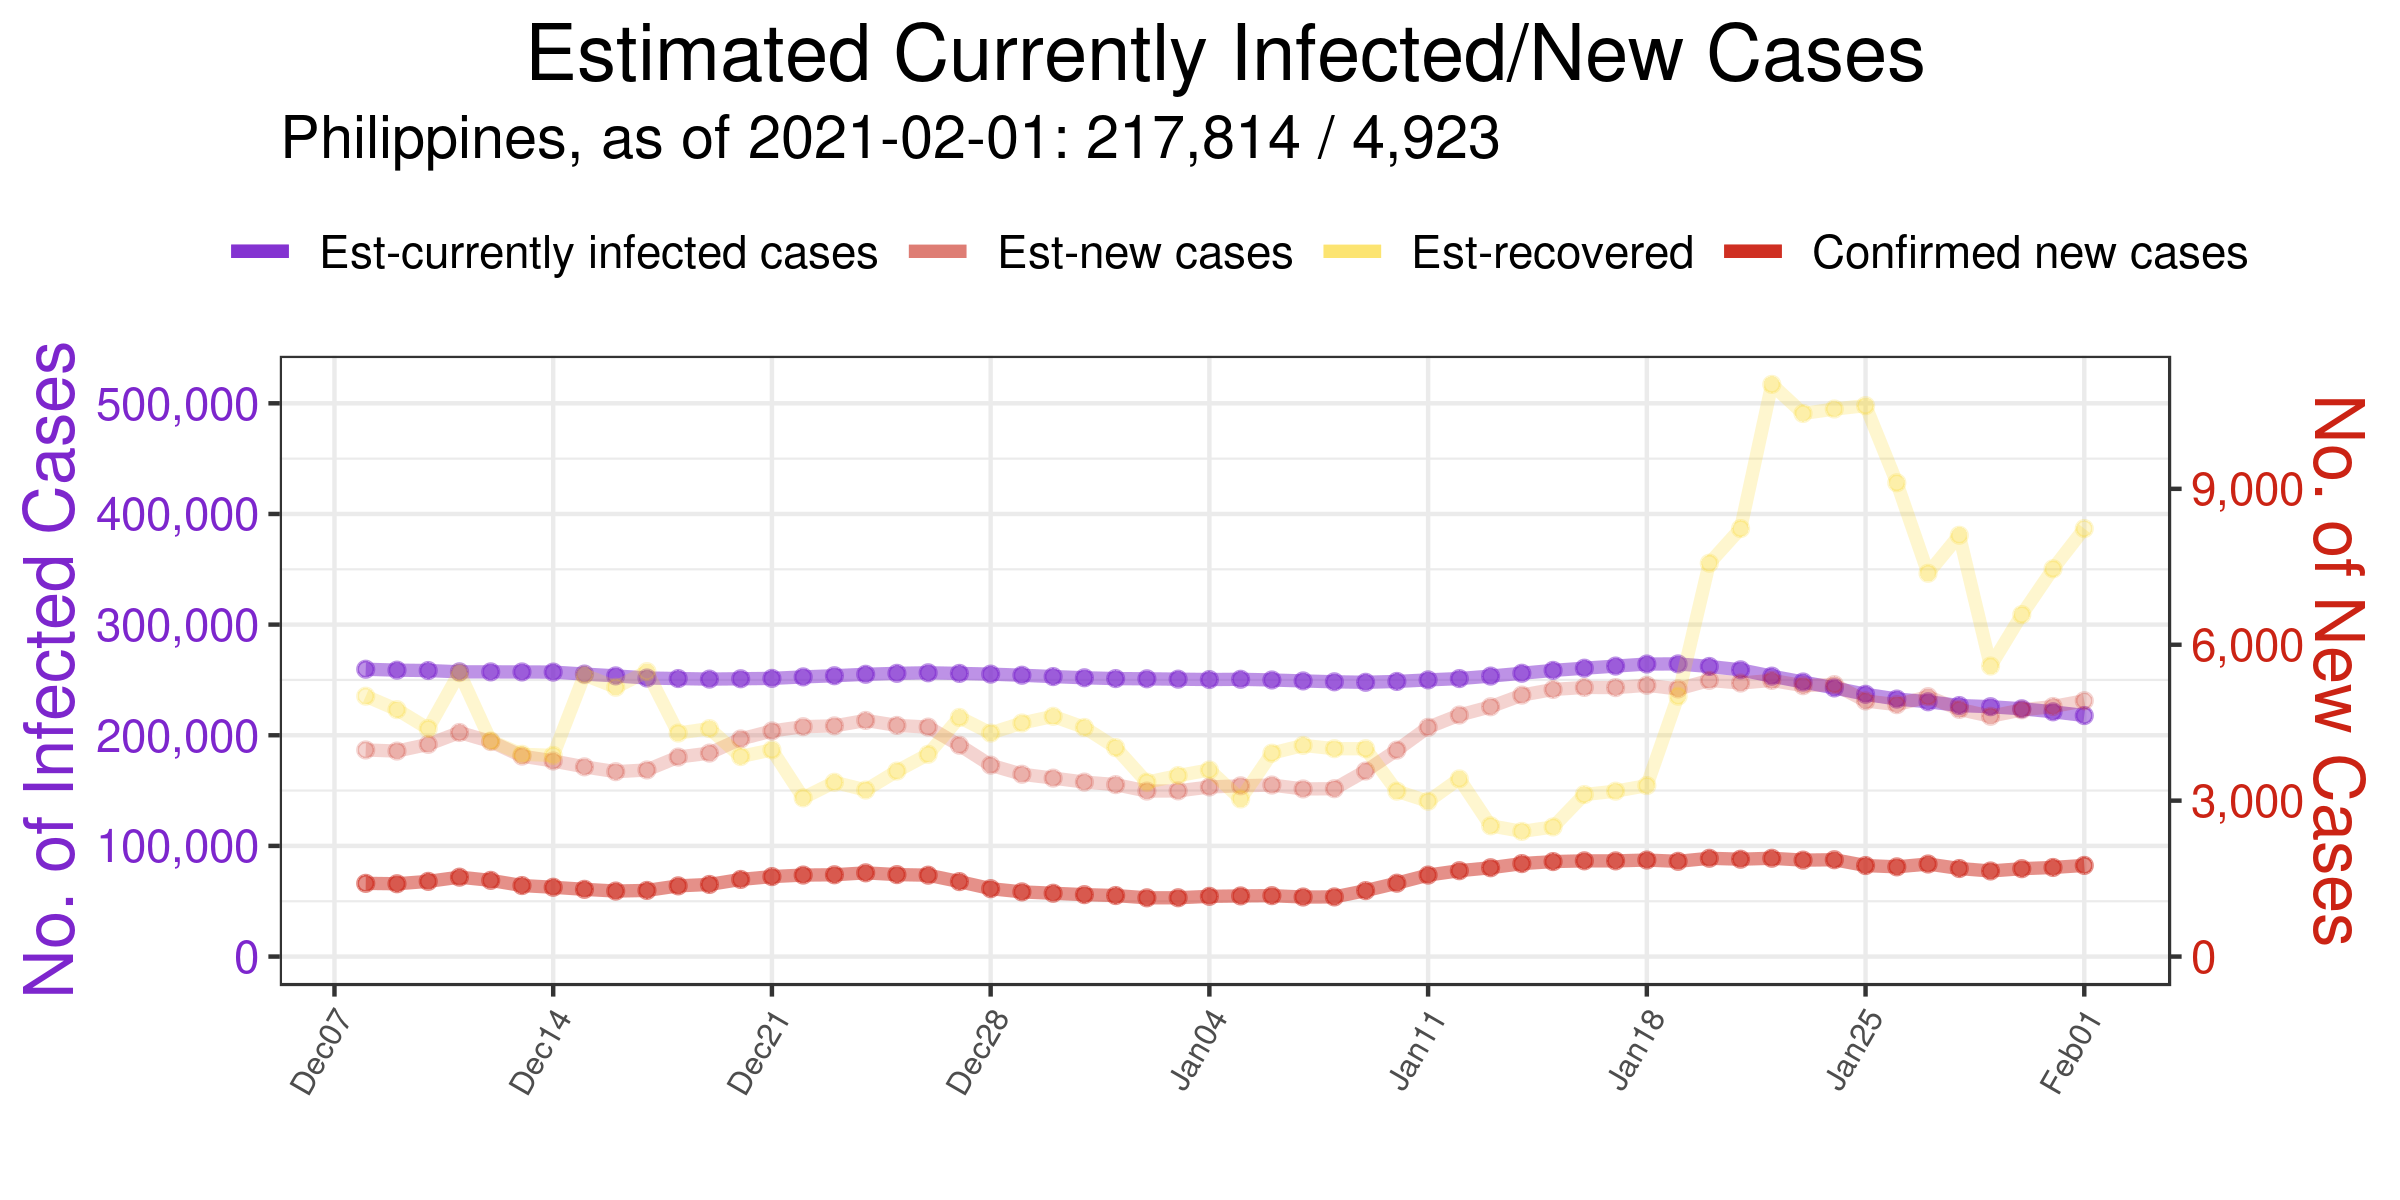 Estimated Currently Infected/New Cases
Philippines, as of 2021-02-01: 217,814 / 4,923
Est-currently infected cases Est-new cases Est-recovered Confirmed new cases
No. of Infected Cases
500,000
400,000
300,000
200,000
100,000
0
9,000
6,000
3,000
0
No. of New Cases
Dec07 Dec14 Dec21 Dec28 Jan04 Jan11 Jan18 Jan25 Feb01